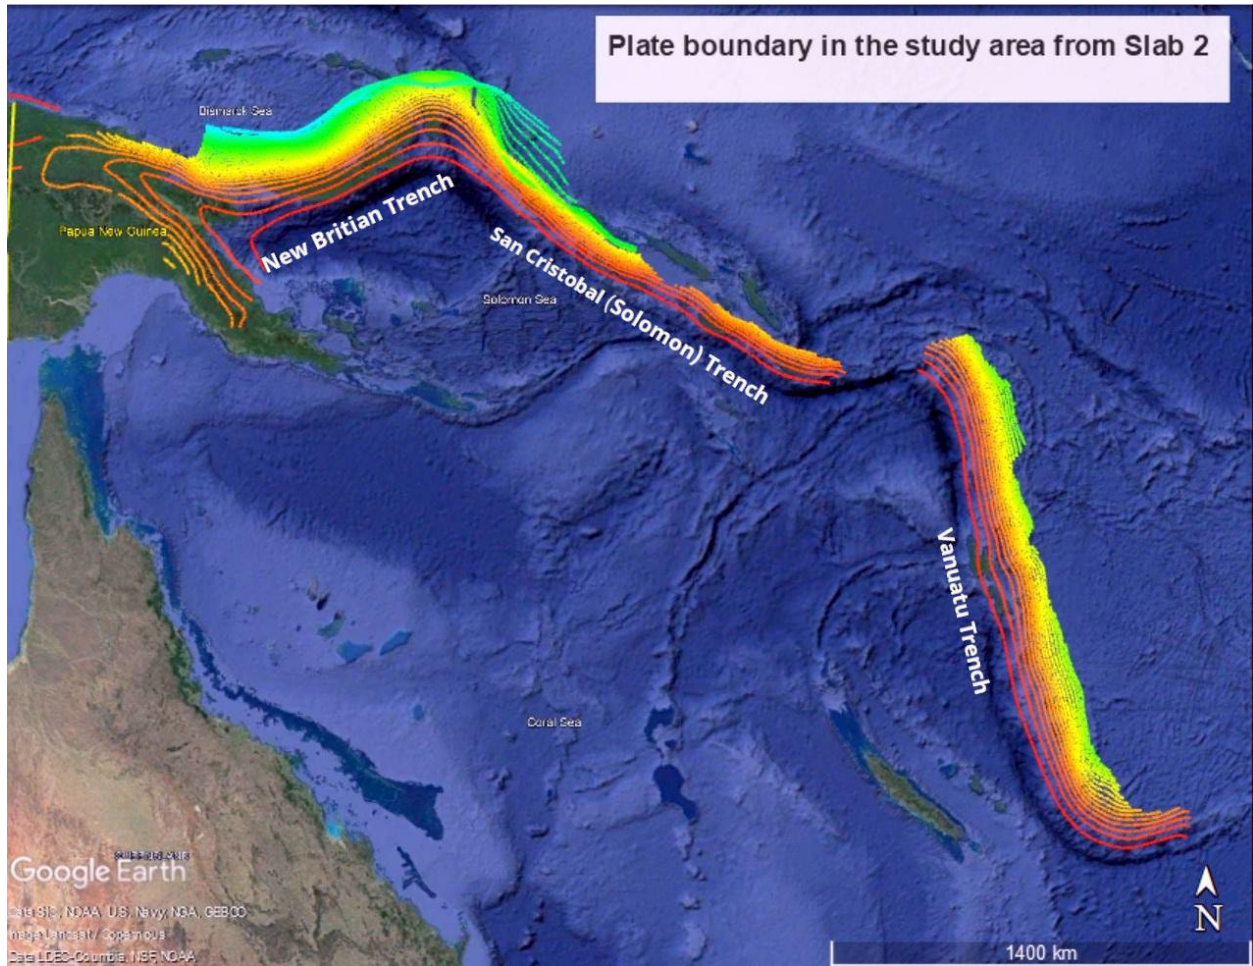 Plate boundary in the study area from Slab 2
Bismarck Sea
Papua New Guinea
New Britian Trench
San Cristobal (Solomon) Trench
Solomon Sea
Vanuatu Trench
Coral Sea
Google Earth
Data SIO, NOAA, U.S. Navy, NGA, GEBCO
Image Landsat / Copernicus
Data LDEO-Columbia, NSF, NOAA
N
1400 km